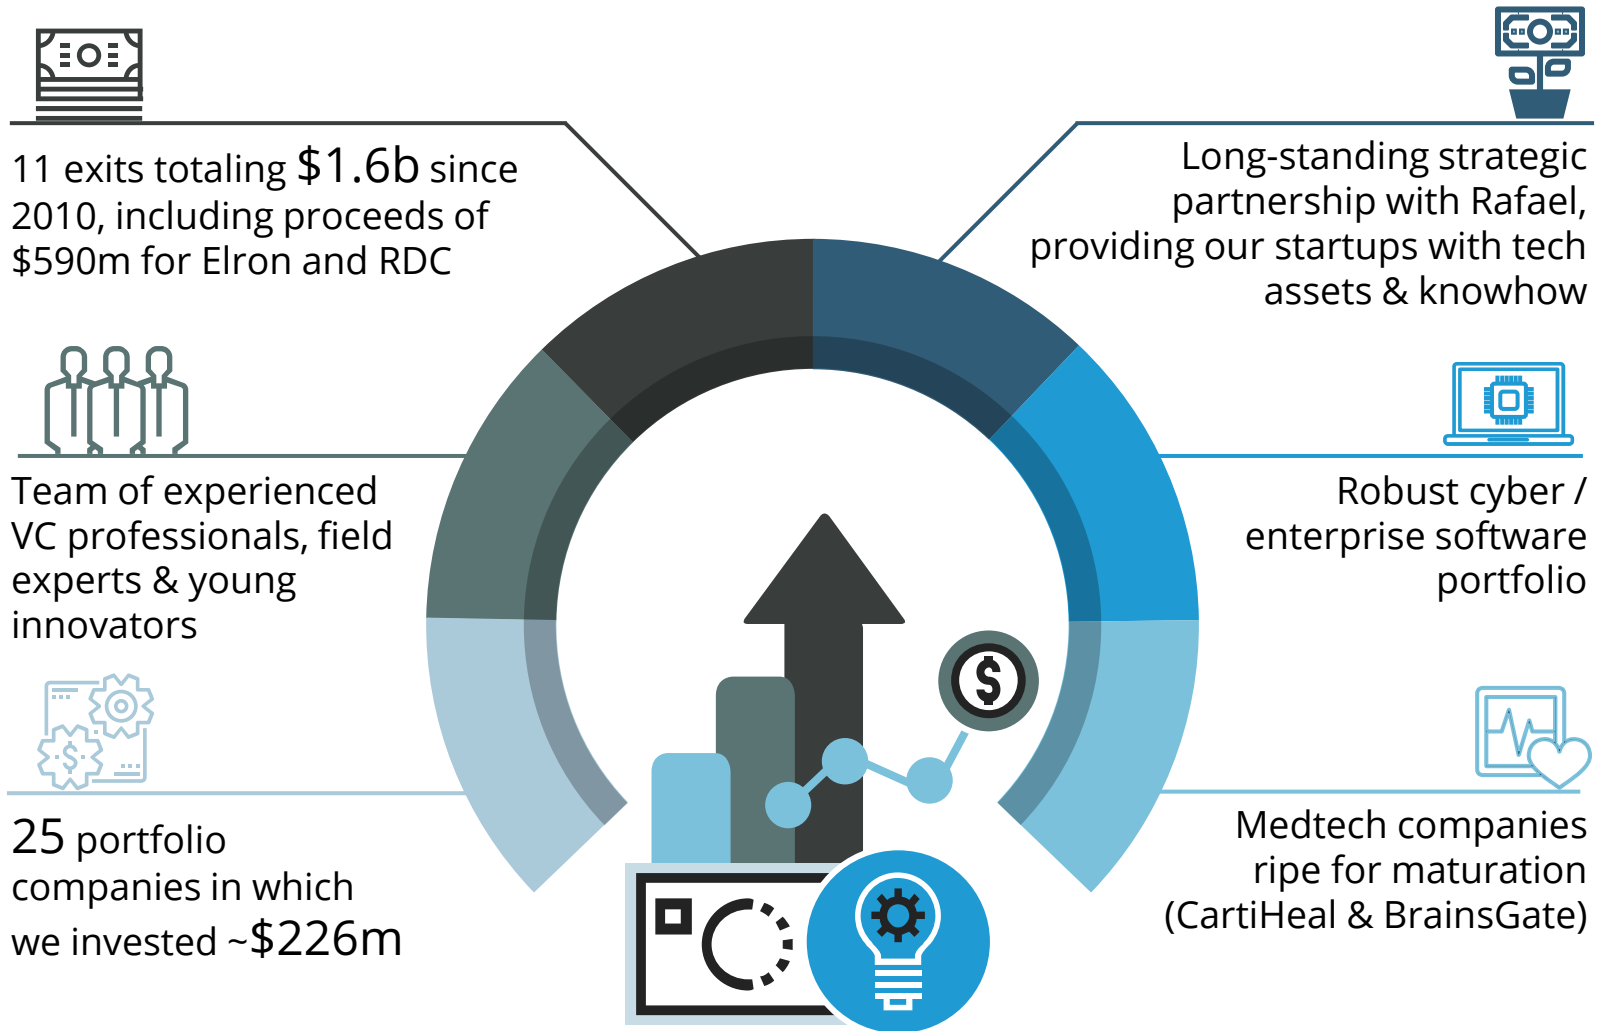 11 exits totaling $1.6b since
2010, including proceeds of
$590m for Elron and RDC
Team of experienced
VC professionals, field
experts & young
innovators
25 portfolio
companies in which
we invested ~$226m
Long-standing strategic
partnership with Rafael,
providing our startups with tech
assets & knowhow
Robust cyber /
enterprise software
portfolio
Medtech companies
ripe for maturation
(CartiHeal & BrainsGate)
$
$